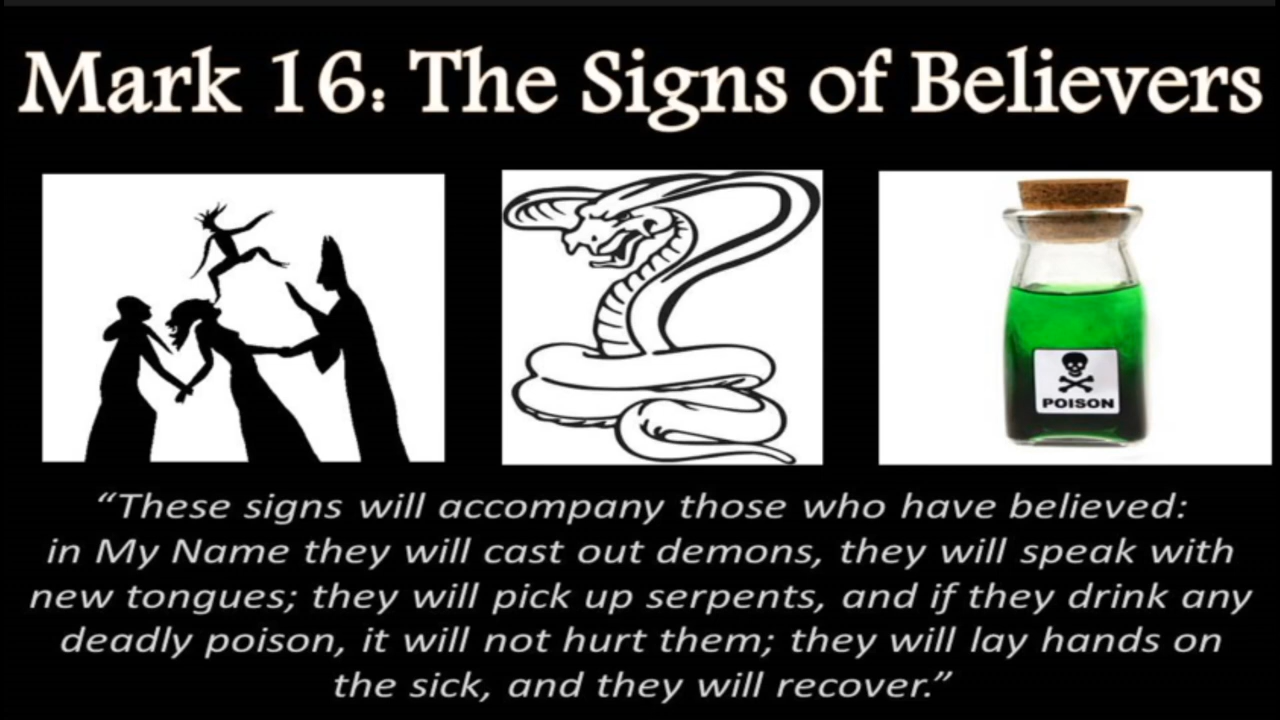 Mark 16: The Signs of Believers
POISON
“These signs will accompany those who have believed:
in My Name they will cast out demons, they will speak with
new tongues; they will pick up serpents, and if they drink any
deadly poison, it will not hurt them; they will lay hands on
the sick, and they will recover.”